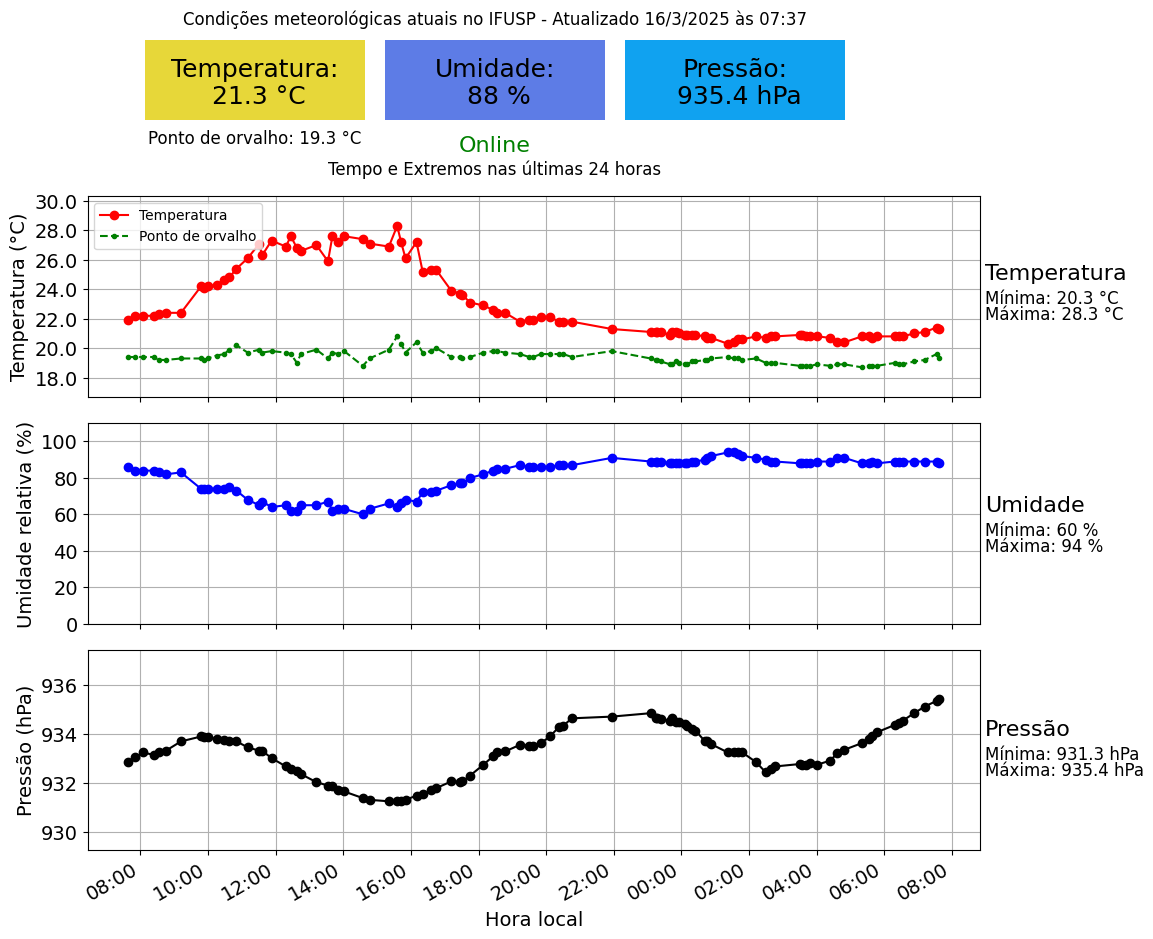 Condições meteorológicas atuais no IFUSP - Atualizado 16/3/2025 às 07:37
Temperatura:
21.3 °C
Umidade:
88 %
Pressão:
935.4 hPa
Ponto de orvalho: 19.3 °C
Online
Tempo e Extremos nas últimas 24 horas
Temperatura (°C)
30.0
28.0
26.0
24.0
22.0
20.0
18.0
Temperatura
Ponto de orvalho
Temperatura
Mínima: 20.3 °C
Máxima: 28.3 °C
Umidade relativa (%)
100
80
60
40
20
0
Umidade
Mínima: 60 %
Máxima: 94 %
Pressão (hPa)
936
934
932
930
Pressão
Mínima: 931.3 hPa
Máxima: 935.4 hPa
08:00 10:00 12:00 14:00 16:00 18:00 20:00 22:00 00:00 02:00 04:00 06:00 08:00
Hora local